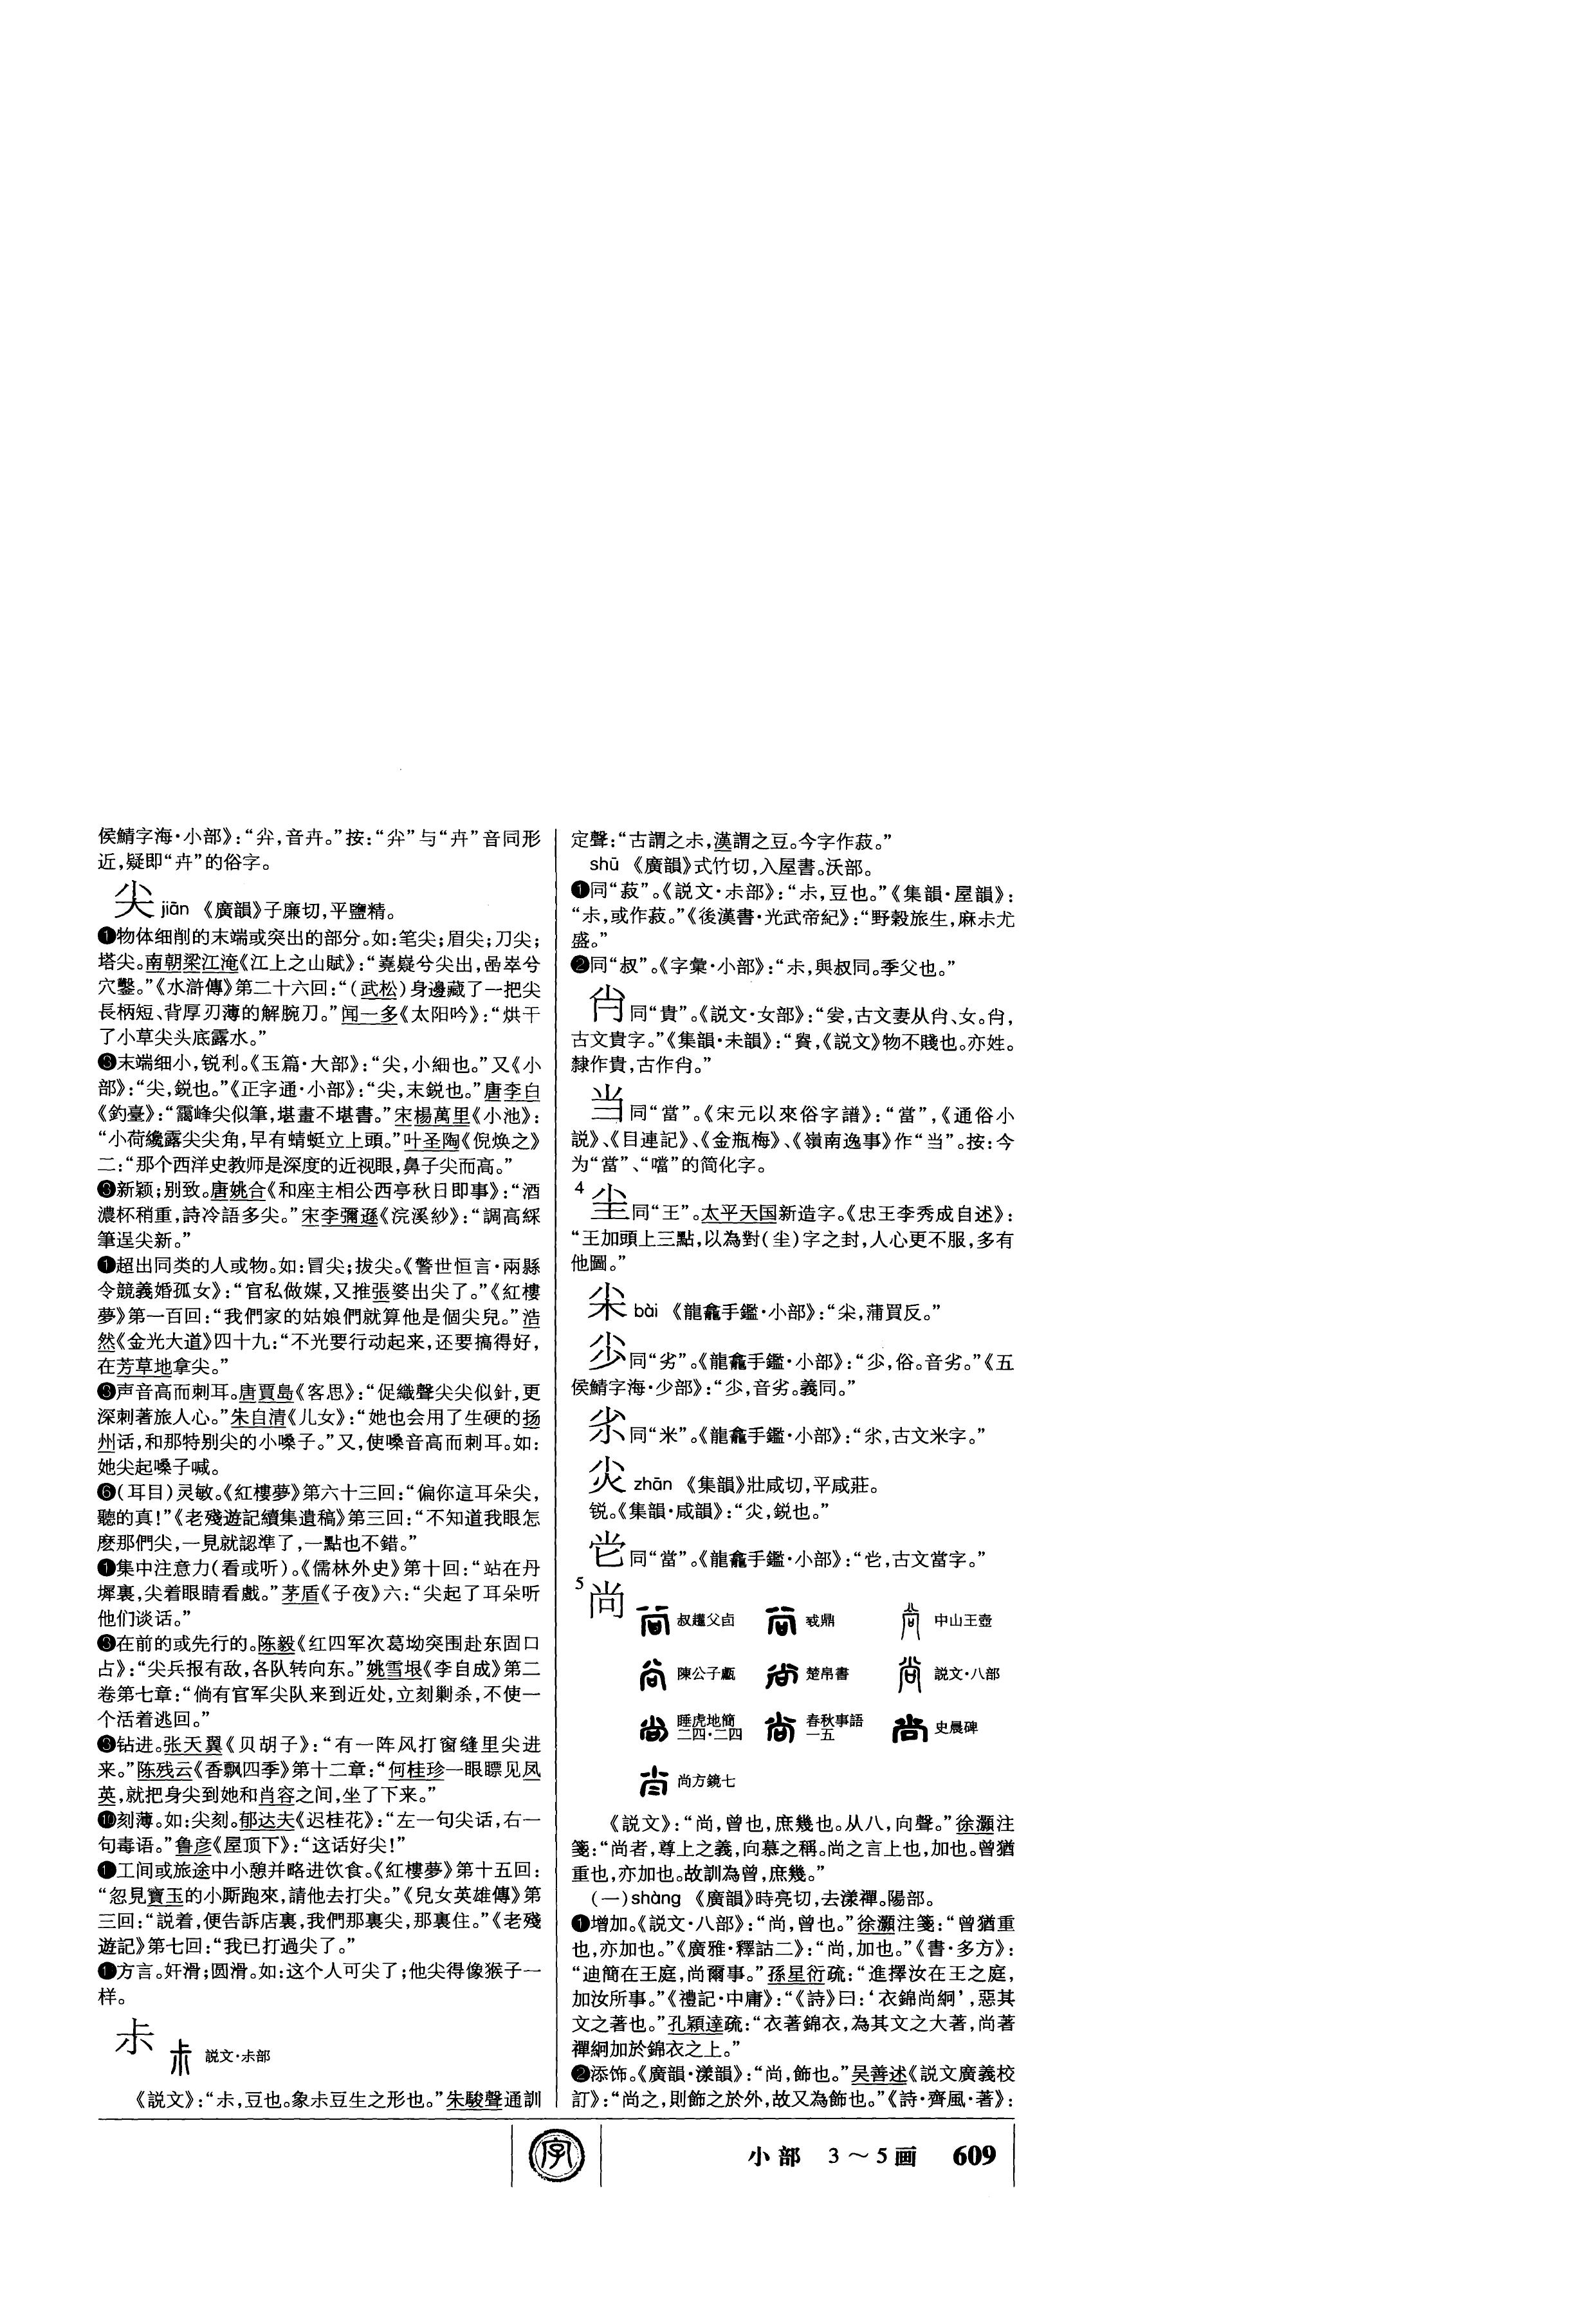 侯鯖字海·小部》：“𡭕，音卉。”按：“𡭕”与“卉”音同形
近，疑即“卉”的俗字。
尖 jiān 《廣韻》子廉切，平鹽精。
❶物体细削的末端或突出的部分。如：笔尖；眉尖；刀尖；
塔尖。南朝梁江淹《江上之山賦》：“嶤嶷兮尖出，嵒崒兮
穴鑿。”《水滸傳》第二十六回：“（武松）身邊藏了一把尖
長柄短、背厚刃薄的解腕刀。”闻一多《太阳吟》：“烘干
了小草尖头底露水。”
❸末端细小，锐利。《玉篇·大部》：“尖，小細也。”又《小
部》：“尖，鋭也。”《正字通·小部》：“尖，末鋭也。”唐李白
《釣臺》：“靄峰尖似筆，堪畫不堪書。”宋楊萬里《小池》：
“小荷纔露尖尖角，早有蜻蜓立上頭。”叶圣陶《倪焕之》
二：“那个西洋史教师是深度的近视眼，鼻子尖而高。”
❸新颖；别致。唐姚合《和座主相公西亭秋日即事》：“酒
濃杯稍重，詩冷語多尖。”宋李彌遜《浣溪紗》：“調高綵
筆逞尖新。”
❶超出同类的人或物。如：冒尖；拔尖。《警世恒言·兩縣
令競義婚孤女》：“官私做媒，又推張婆出尖了。”《紅樓
夢》第一百回：“我們家的姑娘們就算他是個尖兒。”浩
然《金光大道》四十九：“不光要行动起来，还要搞得好，
在芳草地拿尖。”
❸声音高而刺耳。唐賈島《客思》：“促織聲尖尖似針，更
深刺著旅人心。”朱自清《儿女》：“她也会用了生硬的扬
州话，和那特别尖的小嗓子。”又，使嗓音高而刺耳。如：
她尖起嗓子喊。
❻（耳目）灵敏。《紅樓夢》第六十三回：“偏你這耳朵尖，
聽的真！”《老殘遊記續集遺稿》第三回：“不知道我眼怎
麽那們尖，一見就認準了，一點也不錯。”
❶集中注意力（看或听）。《儒林外史》第十回：“站在丹
墀裏，尖着眼睛看戲。”茅盾《子夜》六：“尖起了耳朵听
他们谈话。”
❸在前的或先行的。陈毅《红四军次葛坳突围赴东固口
占》：“尖兵报有敌，各队转向东。”姚雪垠《李自成》第二
卷第七章：“倘有官军尖队来到近处，立刻剿杀，不使一
个活着逃回。”
❸钻进。张天翼《贝胡子》：“有一阵风打窗缝里尖进
来。”陈残云《香飘四季》第十二章：“何桂珍一眼瞟见凤
英，就把身尖到她和肖容之间，坐了下来。”
❿刻薄。如：尖刻。郁达夫《迟桂花》：“左一句尖话，右一
句毒语。”鲁彦《屋顶下》：“这话好尖！”
❶工间或旅途中小憩并略进饮食。《紅樓夢》第十五回：
“忽見寶玉的小厮跑來，請他去打尖。”《兒女英雄傳》第
三回：“説着，便告訴店裏，我們那裏尖，那裏住。”《老殘
遊記》第七回：“我已打過尖了。”
❶方言。奸滑；圆滑。如：这个人可尖了；他尖得像猴子一
样。
尗 説文·尗部
《説文》：“尗，豆也。象尗豆生之形也。”朱駿聲通訓
定聲：“古謂之尗，漢謂之豆。今字作菽。”
shū 《廣韻》式竹切，入屋書。沃部。
❶同“菽”。《説文·尗部》：“尗，豆也。”《集韻·屋韻》：
“尗，或作菽。”《後漢書·光武帝紀》：“野穀旅生，麻尗尤
盛。”
❷同“叔”。《字彙·小部》：“尗，與叔同。季父也。”
𡭗同“貴”。《説文·女部》：“㛮，古文妻从𡭗、女。𡭗，
古文貴字。”《集韻·未韻》：“𧷤，《説文》物不賤也。亦姓。
隸作貴，古作𡭗。”
当同“當”。《宋元以來俗字譜》：“當”，《通俗小
説》、《目連記》、《金瓶梅》、《嶺南逸事》作“当”。按：今
为“當”、“噹”的简化字。
4
𡭞同“王”。太平天国新造字。《忠王李秀成自述》：
“王加頭上三點，以為對（𡭞）字之封，人心更不服，多有
他圖。”
𡭝 bài 《龍龕手鑑·小部》：“𡭝，蒲買反。”
𡭟同“劣”。《龍龕手鑑·小部》：“𡭟，俗。音劣。”《五
侯鯖字海·少部》：“𡭟，音劣。義同。”
𡭠同“米”。《龍龕手鑑·小部》：“𡭠，古文米字。”
尖 zhān 《集韻》壯咸切，平咸莊。
锐。《集韻·咸韻》：“𤆍，鋭也。”
𡭛同“當”。《龍龕手鑑·小部》：“𡭛，古文當字。”
5
尚 叔趯父卣 㦰鼎 中山王壺
陳公子甗 楚帛書 説文·八部
睡虎地簡二四·二四 春秋事語一五 史晨碑
尚方鏡七
《説文》：“尚，曾也，庶幾也。从八，向聲。”徐灝注
箋：“尚者，尊上之義，向慕之稱。尚之言上也，加也。曾猶
重也，亦加也。故訓為曾，庶幾。”
（一）shàng 《廣韻》時亮切，去漾禪。陽部。
❶增加。《説文·八部》：“尚，曾也。”徐灝注箋：“曾猶重
也，亦加也。”《廣雅·釋詁二》：“尚，加也。”《書·多方》：
“迪簡在王庭，尚爾事。”孫星衍疏：“進擇汝在王之庭，
加汝所事。”《禮記·中庸》：“《詩》曰：‘衣錦尚絅’，惡其
文之著也。”孔穎達疏：“衣著錦衣，為其文之大著，尚著
襌絅加於錦衣之上。”
❷添饰。《廣韻·漾韻》：“尚，飾也。”吴善述《説文廣義校
訂》：“尚之，則飾之於外，故又為飾也。”《詩·齊風·著》：
字
小部 3～5画 609